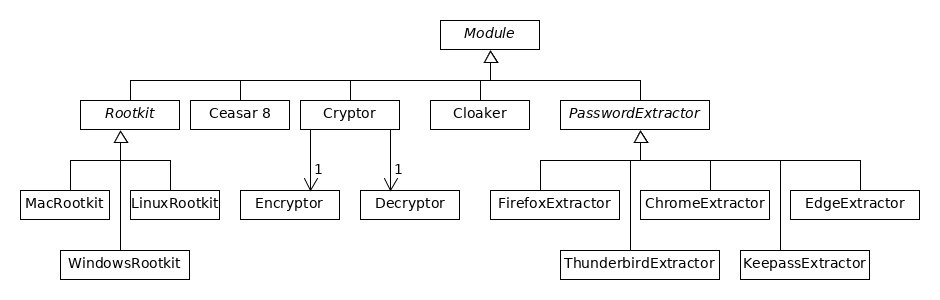 Module
Rootkit
Ceasar 8
Cryptor
Cloaker
PasswordExtractor
1
1
MacRootkit
LinuxRootkit
Encryptor
Decryptor
FirefoxExtractor
ChromeExtractor
EdgeExtractor
WindowsRootkit
ThunderbirdExtractor
KeepassExtractor